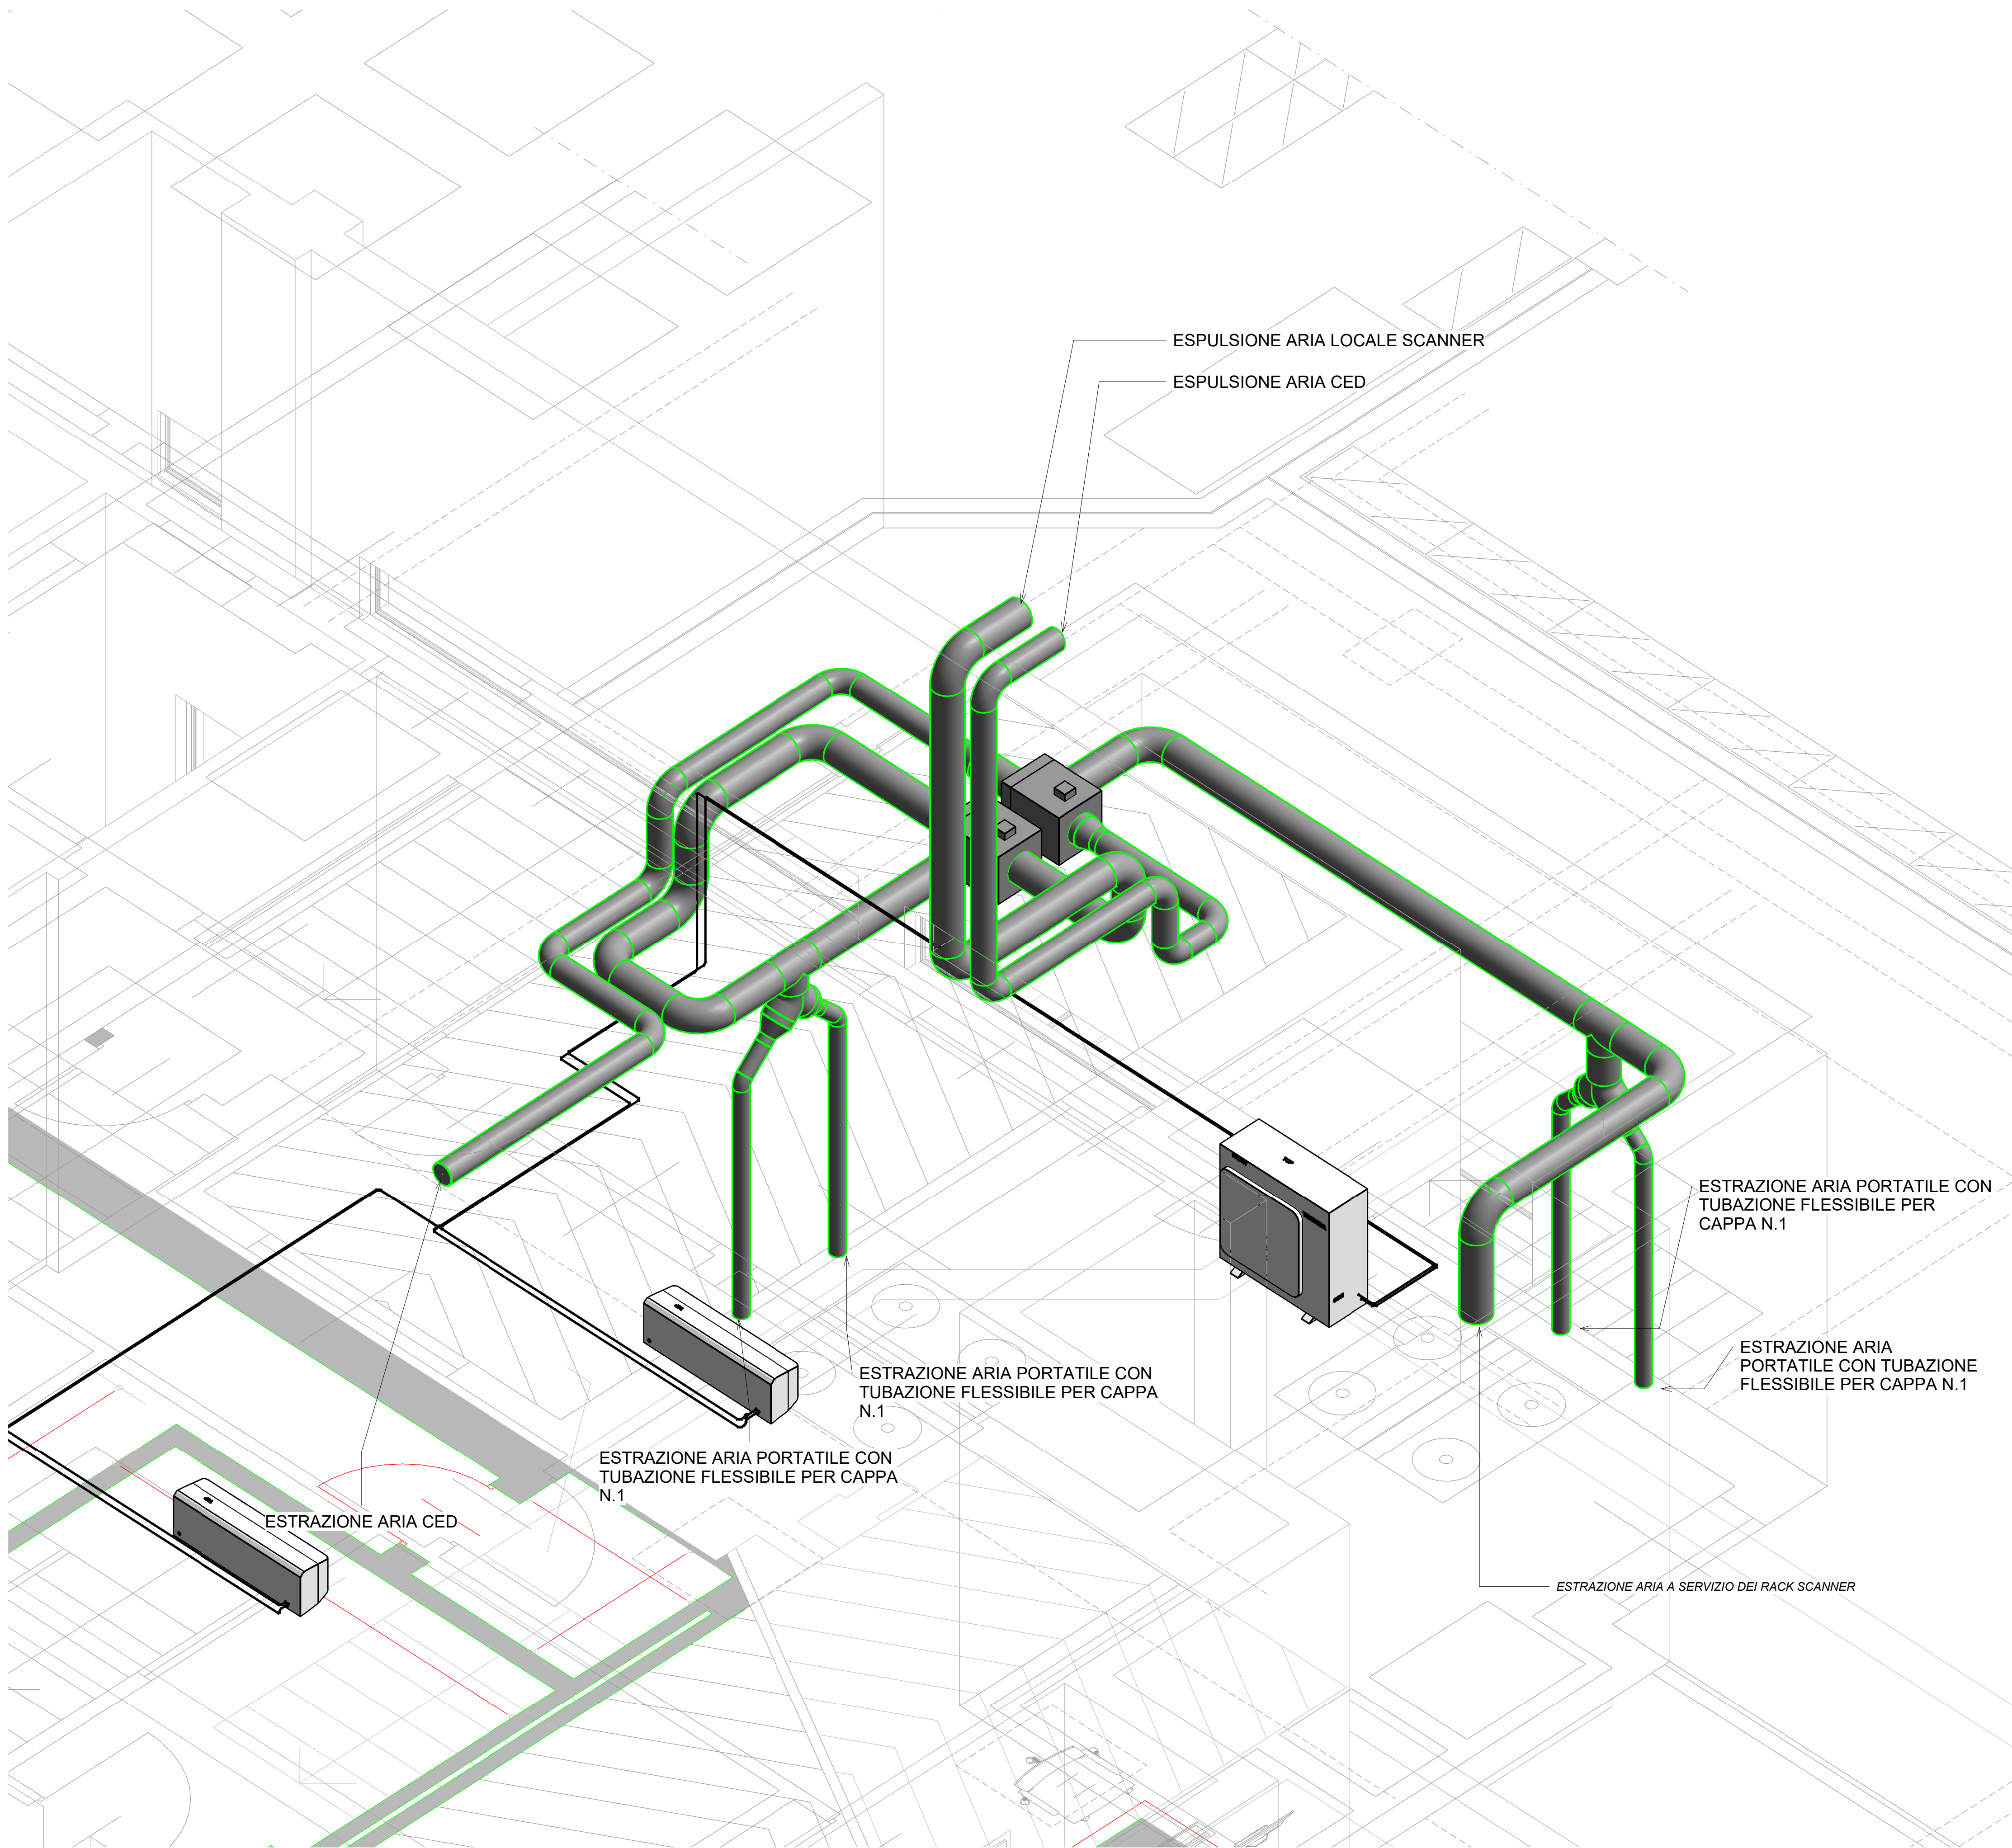 ESPULSIONE ARIA LOCALE SCANNER
ESPULSIONE ARIA CED
ESTRAZIONE ARIA PORTATILE CON
TUBAZIONE FLESSIBILE PER
CAPPA N.1
ESTRAZIONE ARIA
PORTATILE CON TUBAZIONE
FLESSIBILE PER CAPPA N.1
ESTRAZIONE ARIA PORTATILE CON
TUBAZIONE FLESSIBILE PER CAPPA
N.1
ESTRAZIONE ARIA PORTATILE CON
TUBAZIONE FLESSIBILE PER CAPPA
N.1
ESTRAZIONE ARIA CED
ESTRAZIONE ARIA A SERVIZIO DEI RACK SCANNER